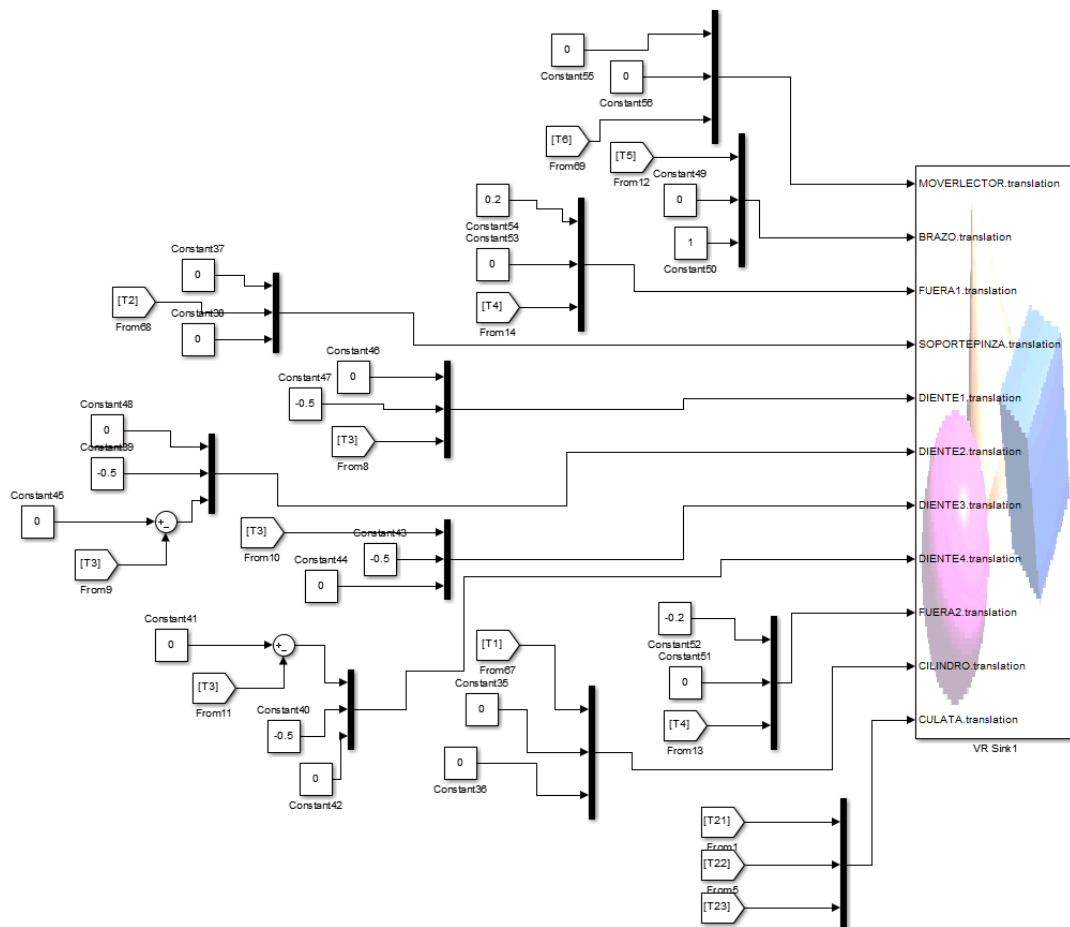 0
Constant55
0
Constant56
[T6]
From69
[T5]
From12
Constant49
0
1
Constant50
0.2
Constant54
Constant53
0
[T4]
From14
Constant37
0
[T2]
From68
Constant38
0
Constant46
0
Constant47
-0.5
[T3]
From8
Constant48
0
Constant39
-0.5
Constant45
0
[T3]
From9
[T3]
From10
Constant43
-0.5
Constant44
0
Constant41
0
[T3]
From11
Constant40
-0.5
0
Constant42
[T1]
From67
Constant35
0
0
Constant36
-0.2
Constant52
Constant51
0
[T4]
From13
[T21]
From1
[T22]
From5
[T23]
MOVERLECTOR.translation
BRAZO.translation
FUERA1.translation
SOPORTEPINZA.translation
DIENTE1.translation
DIENTE2.translation
DIENTE3.translation
DIENTE4.translation
FUERA2.translation
CILINDRO.translation
CULATA.translation
VR Sink1